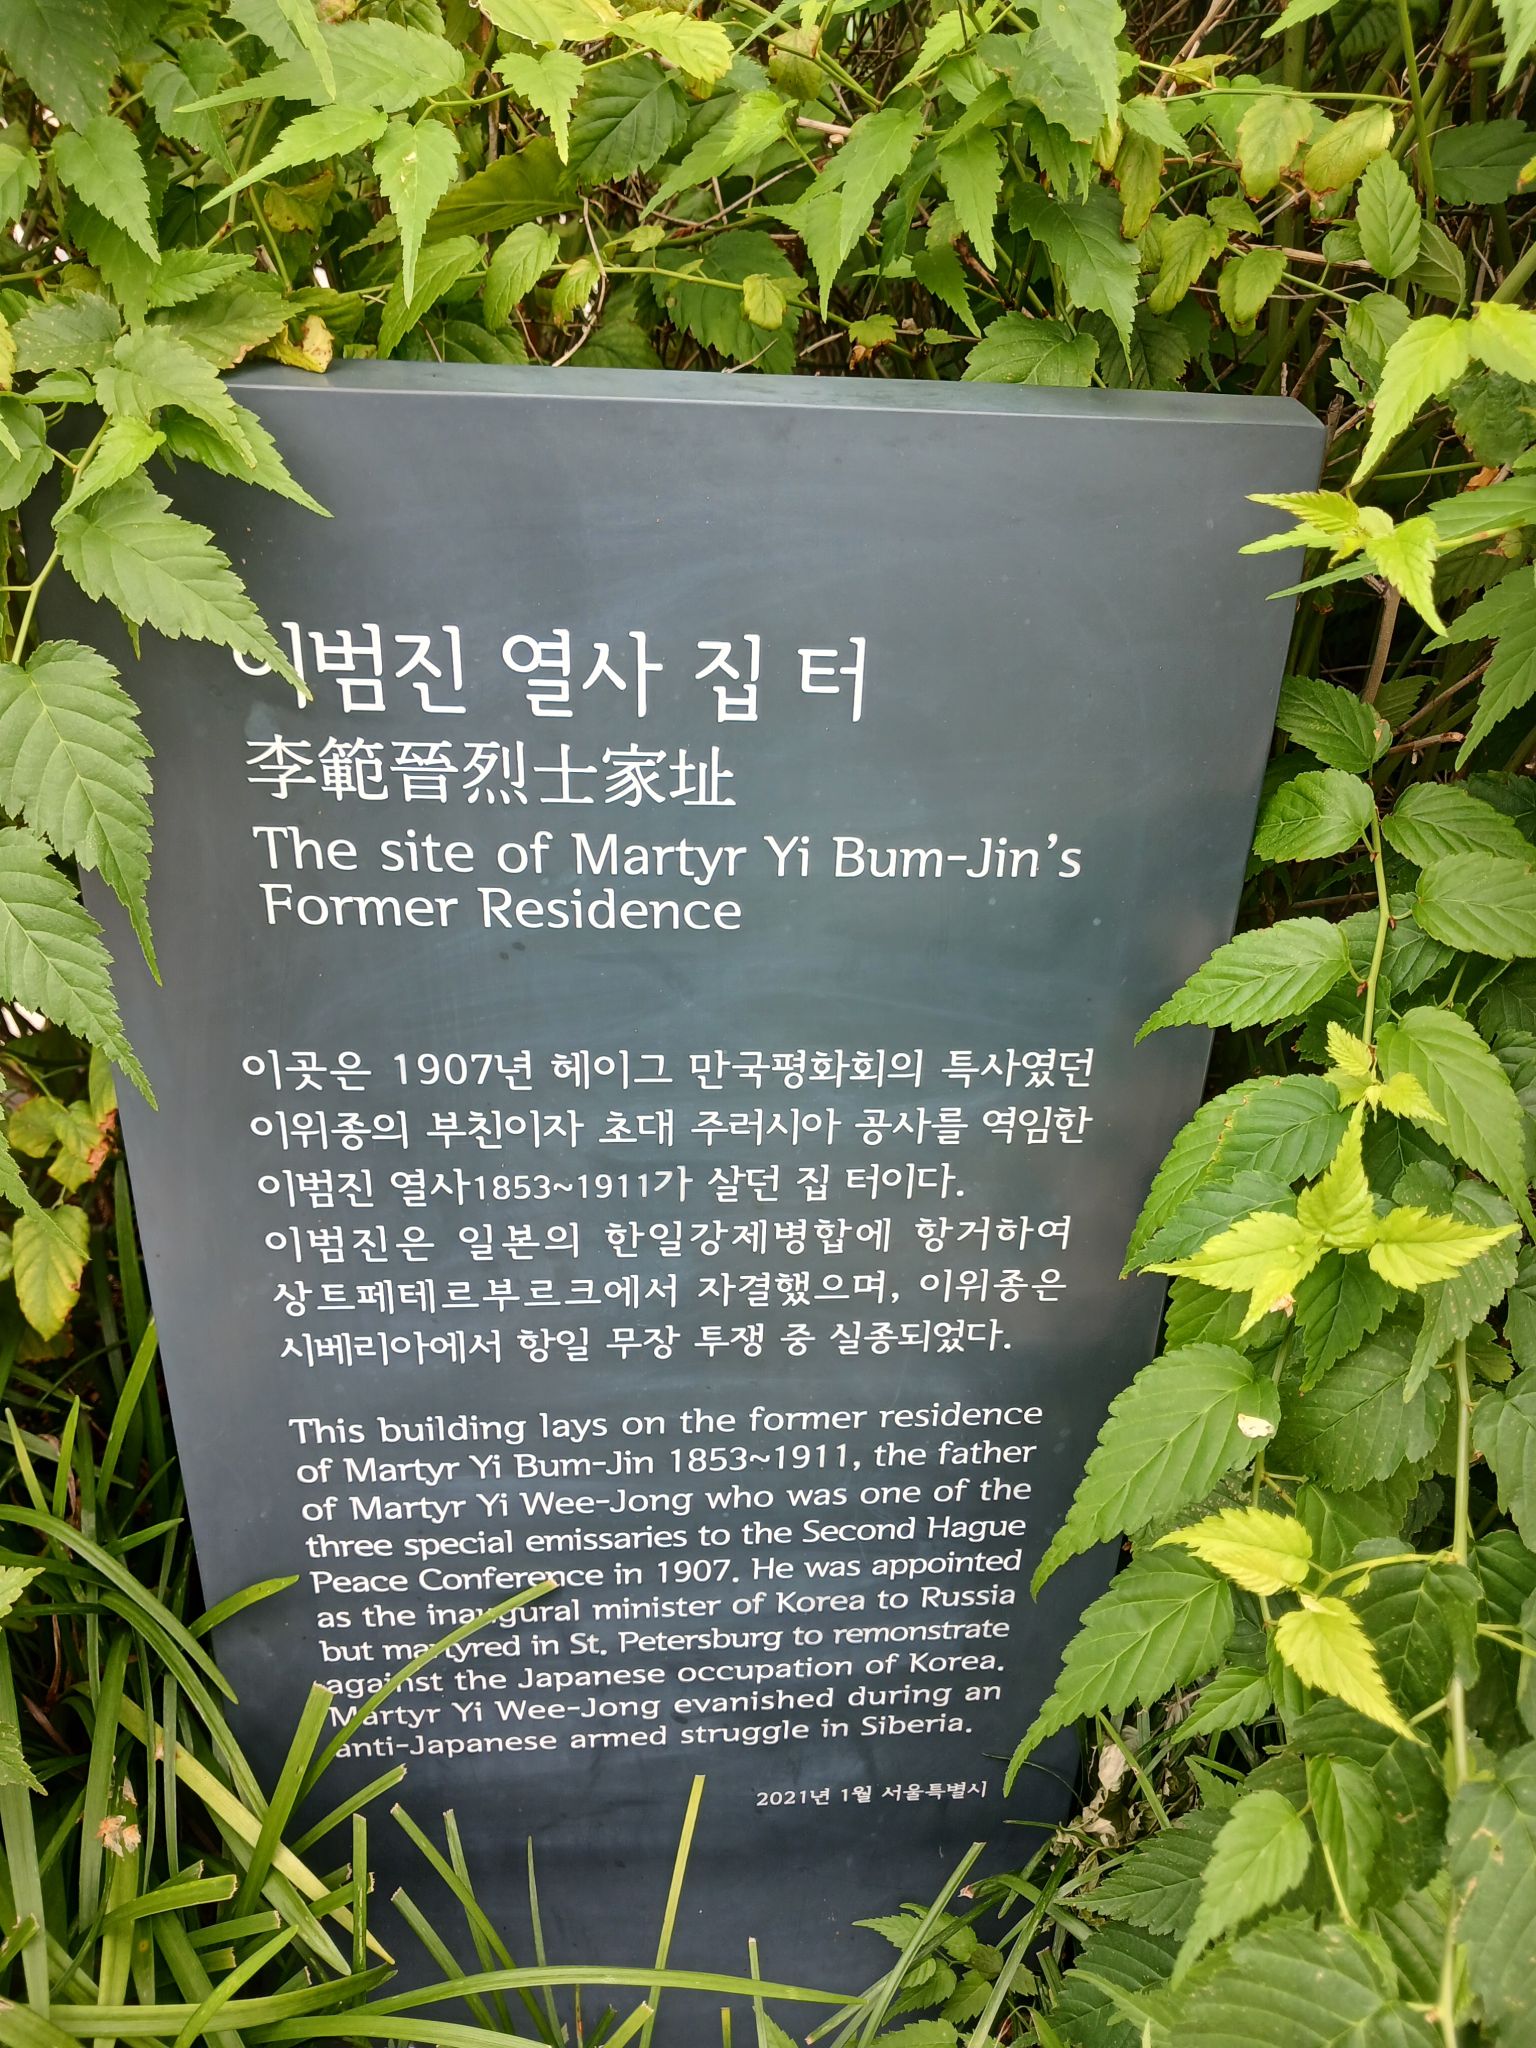 이범진 열사 집 터
李範晉烈士家址
The site of Martyr Yi Bum-Jin's
Former Residence
이곳은 1907년 헤이그 만국평화회의 특사였던
이위종의 부친이자 초대 주러시아 공사를 역임한
이범진 열사1853~1911가 살던 집 터이다.
이범진은 일본의 한일강제병합에 항거하여
상트페테르부르크에서 자결했으며, 이위종은
시베리아에서 항일 무장 투쟁 중 실종되었다.
This building lays on the former residence
of Martyr Yi Bum-Jin 1853~1911, the father
of Martyr Yi Wee-Jong who was one of the
three special emissaries to the Second Hague
Peace Conference in 1907. He was appointed
as the inaugural minister of Korea to Russia
but martyred in St. Petersburg to remonstrate
against the Japanese occupation of Korea.
Martyr Yi Wee-Jong evanished during an
anti-Japanese armed struggle in Siberia.
2021년 1월 서울특별시